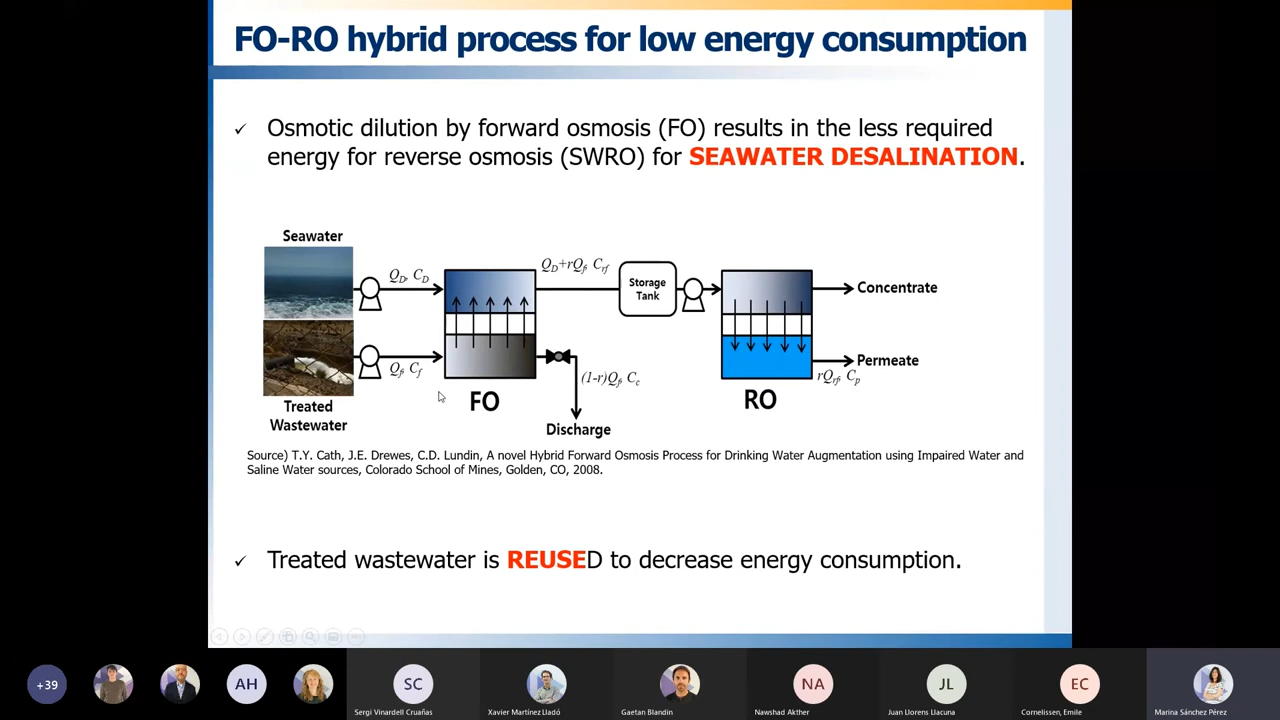 FO-RO hybrid process for low energy consumption
✓ Osmotic dilution by forward osmosis (FO) results in the less required
energy for reverse osmosis (SWRO) for SEAWATER DESALINATION.
Seawater
Q_D, C_D
Q_D+rQ_f, C_rf
Storage
Tank
Concentrate
Q_f, C_f
(1-r)Q_f, C_c
Permeate
rQ_rf, C_p
FO
RO
Treated
Wastewater
Discharge
Source) T.Y. Cath, J.E. Drewes, C.D. Lundin, A novel Hybrid Forward Osmosis Process for Drinking Water Augmentation using Impaired Water and
Saline Water sources, Colorado School of Mines, Golden, CO, 2008.
✓ Treated wastewater is REUSED to decrease energy consumption.
+39
AH
SC
NA
JL
EC
Sergi Vinardell Cruañas
Xavier Martínez Lladó
Gaetan Blandin
Nawshad Akther
Juan Llorens Llacuna
Cornelissen, Emile
Marina Sánchez Pérez